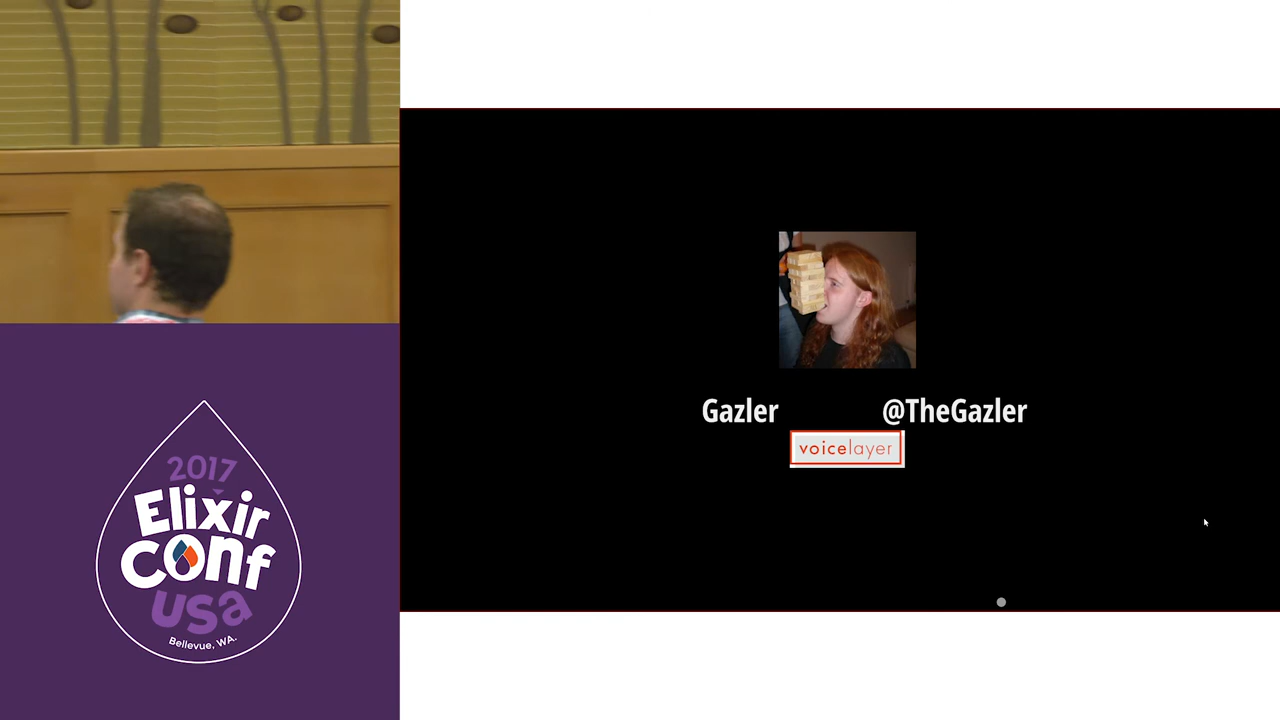 2017
Elixir
conf
usa
Bellevue, WA.
Gazler
@TheGazler
voicelayer